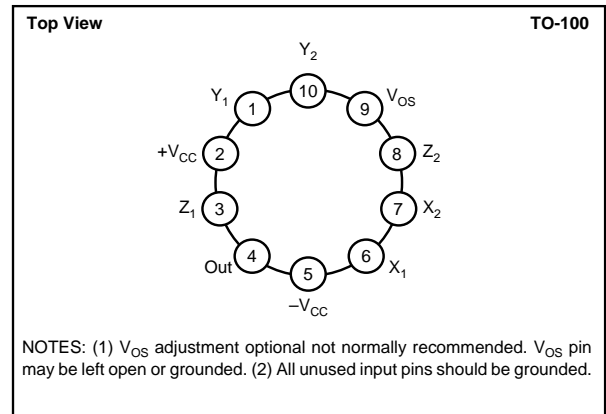 Top View TO-100
Y2
Y1 1 10 9 VOS
+VCC 2 8 Z2
Z1 3 7 X2
Out 4 5 6 X1
–VCC
NOTES: (1) VOS adjustment optional not normally recommended. VOS pin
may be left open or grounded. (2) All unused input pins should be grounded.